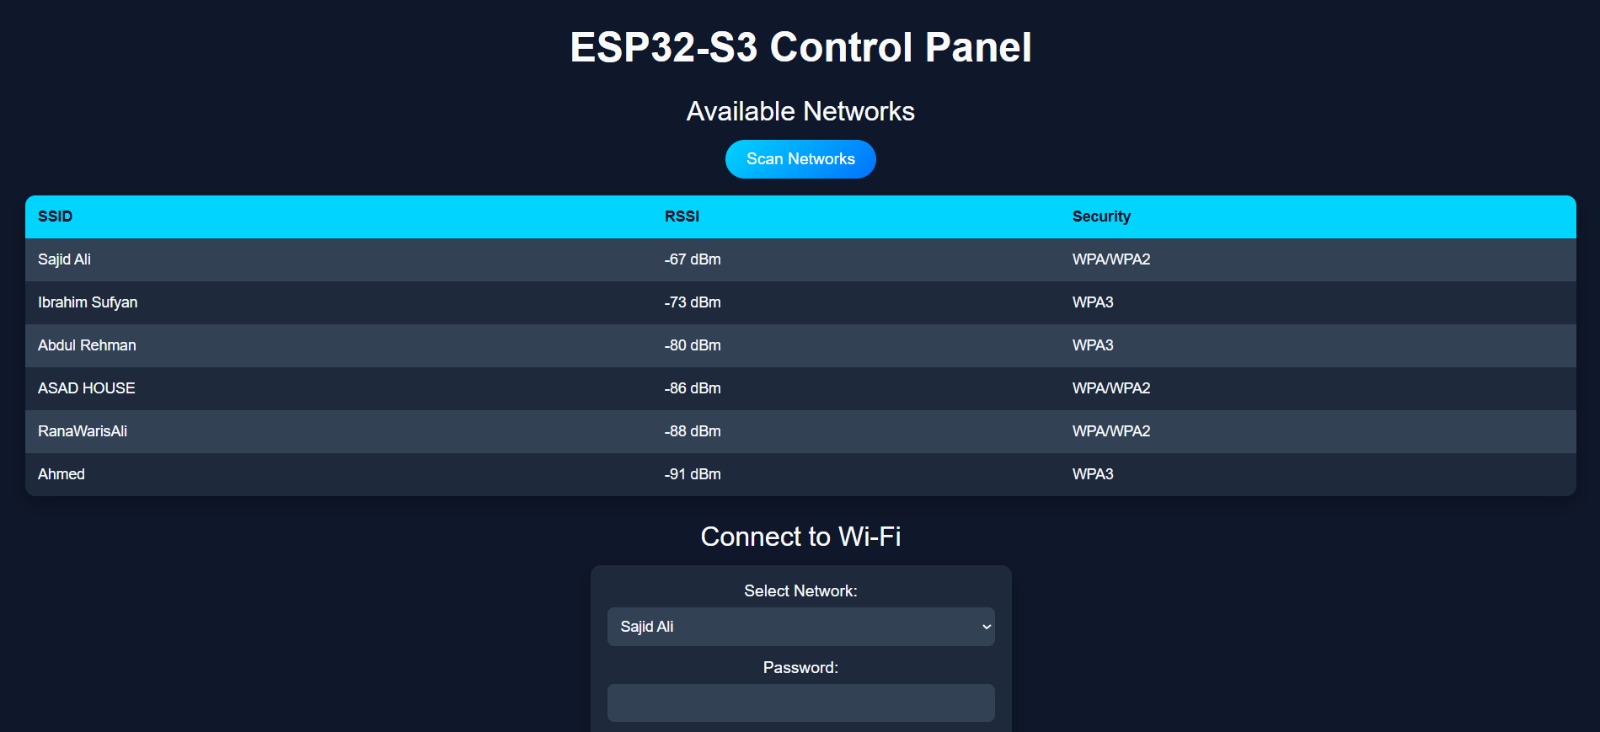 ESP32-S3 Control Panel
Available Networks
Scan Networks
SSID RSSI Security
Sajid Ali -67 dBm WPA/WPA2
Ibrahim Sufyan -73 dBm WPA3
Abdul Rehman -80 dBm WPA3
ASAD HOUSE -86 dBm WPA/WPA2
RanaWarisAli -88 dBm WPA/WPA2
Ahmed -91 dBm WPA3
Connect to Wi-Fi
Select Network:
Sajid Ali
Password: